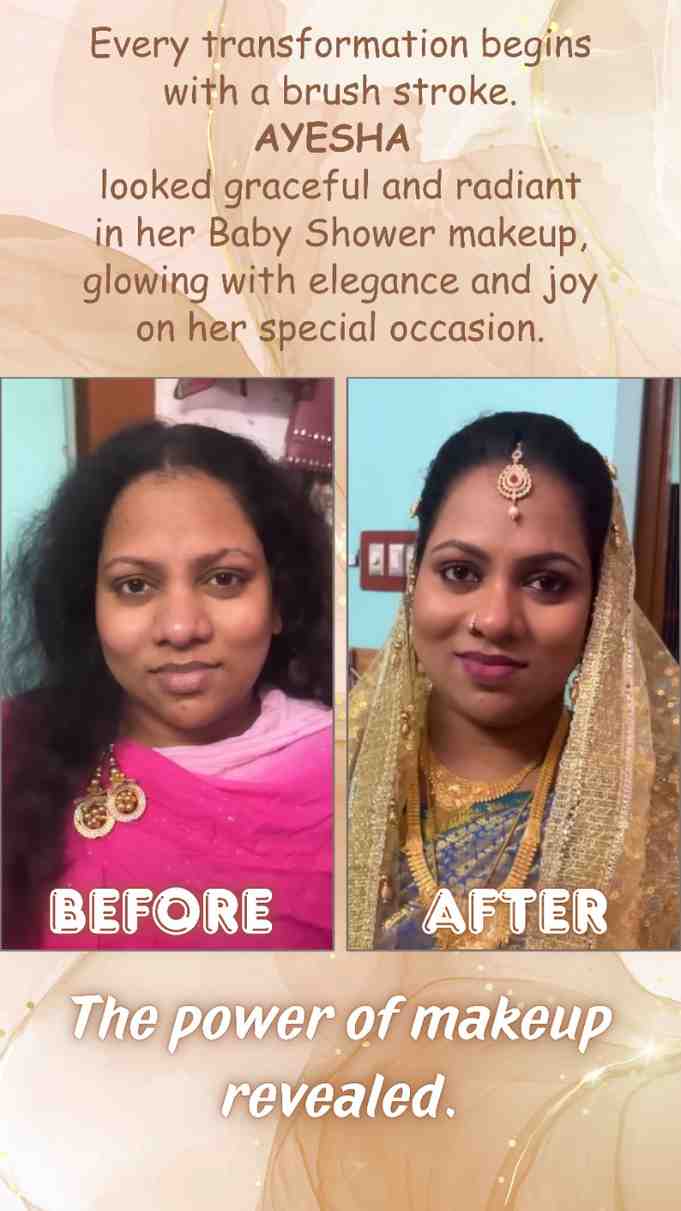 Every transformation begins
with a brush stroke.
AYESHA
looked graceful and radiant
in her Baby Shower makeup,
glowing with elegance and joy
on her special occasion.
BEFORE
AFTER
The power of makeup
revealed.